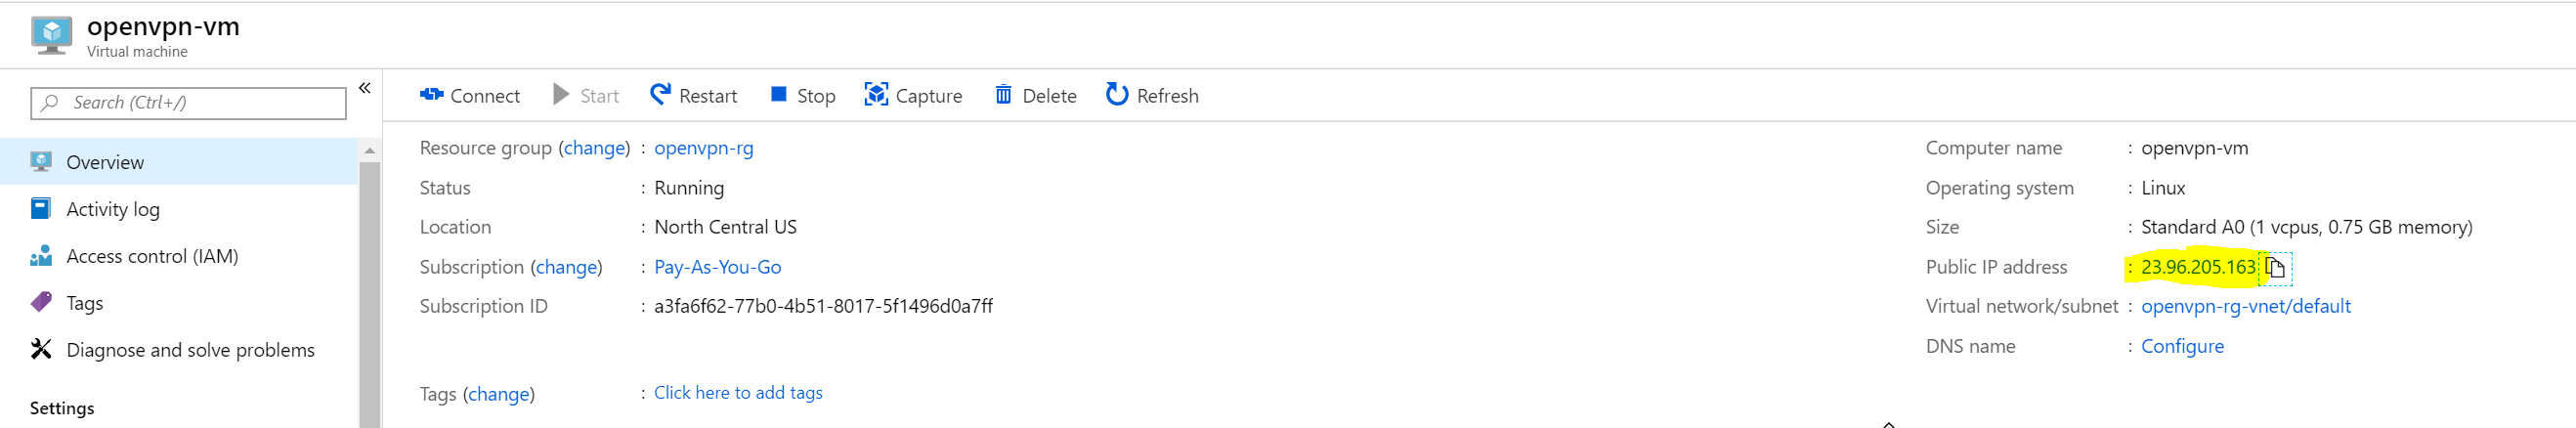 openvpn-vm
Virtual machine
Search (Ctrl+/)
«
Overview
Activity log
Access control (IAM)
Tags
Diagnose and solve problems
Settings
Connect Start Restart Stop Capture Delete Refresh
Resource group (change) : openvpn-rg
Status : Running
Location : North Central US
Subscription (change) : Pay-As-You-Go
Subscription ID : a3fa6f62-77b0-4b51-8017-5f1496d0a7ff
Tags (change) : Click here to add tags
Computer name : openvpn-vm
Operating system : Linux
Size : Standard A0 (1 vcpus, 0.75 GB memory)
Public IP address : 23.96.205.163
Virtual network/subnet : openvpn-rg-vnet/default
DNS name : Configure